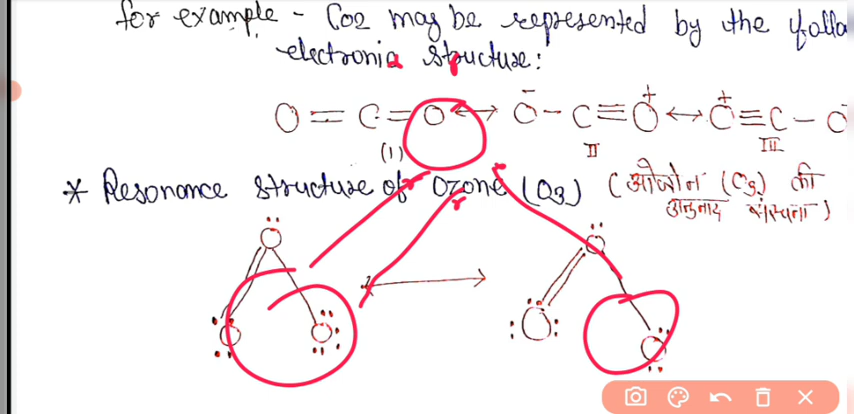 for example - Co2 may be represented by the follo
electronic structure:
O = C = O ↔ Ō - C ≡ O⁺ ↔ O⁺ ≡ C - O⁻
(1) II III
* Resonance structure of Ozone (O3) (ओजोन (O3) की
अनुनाद संरचना)